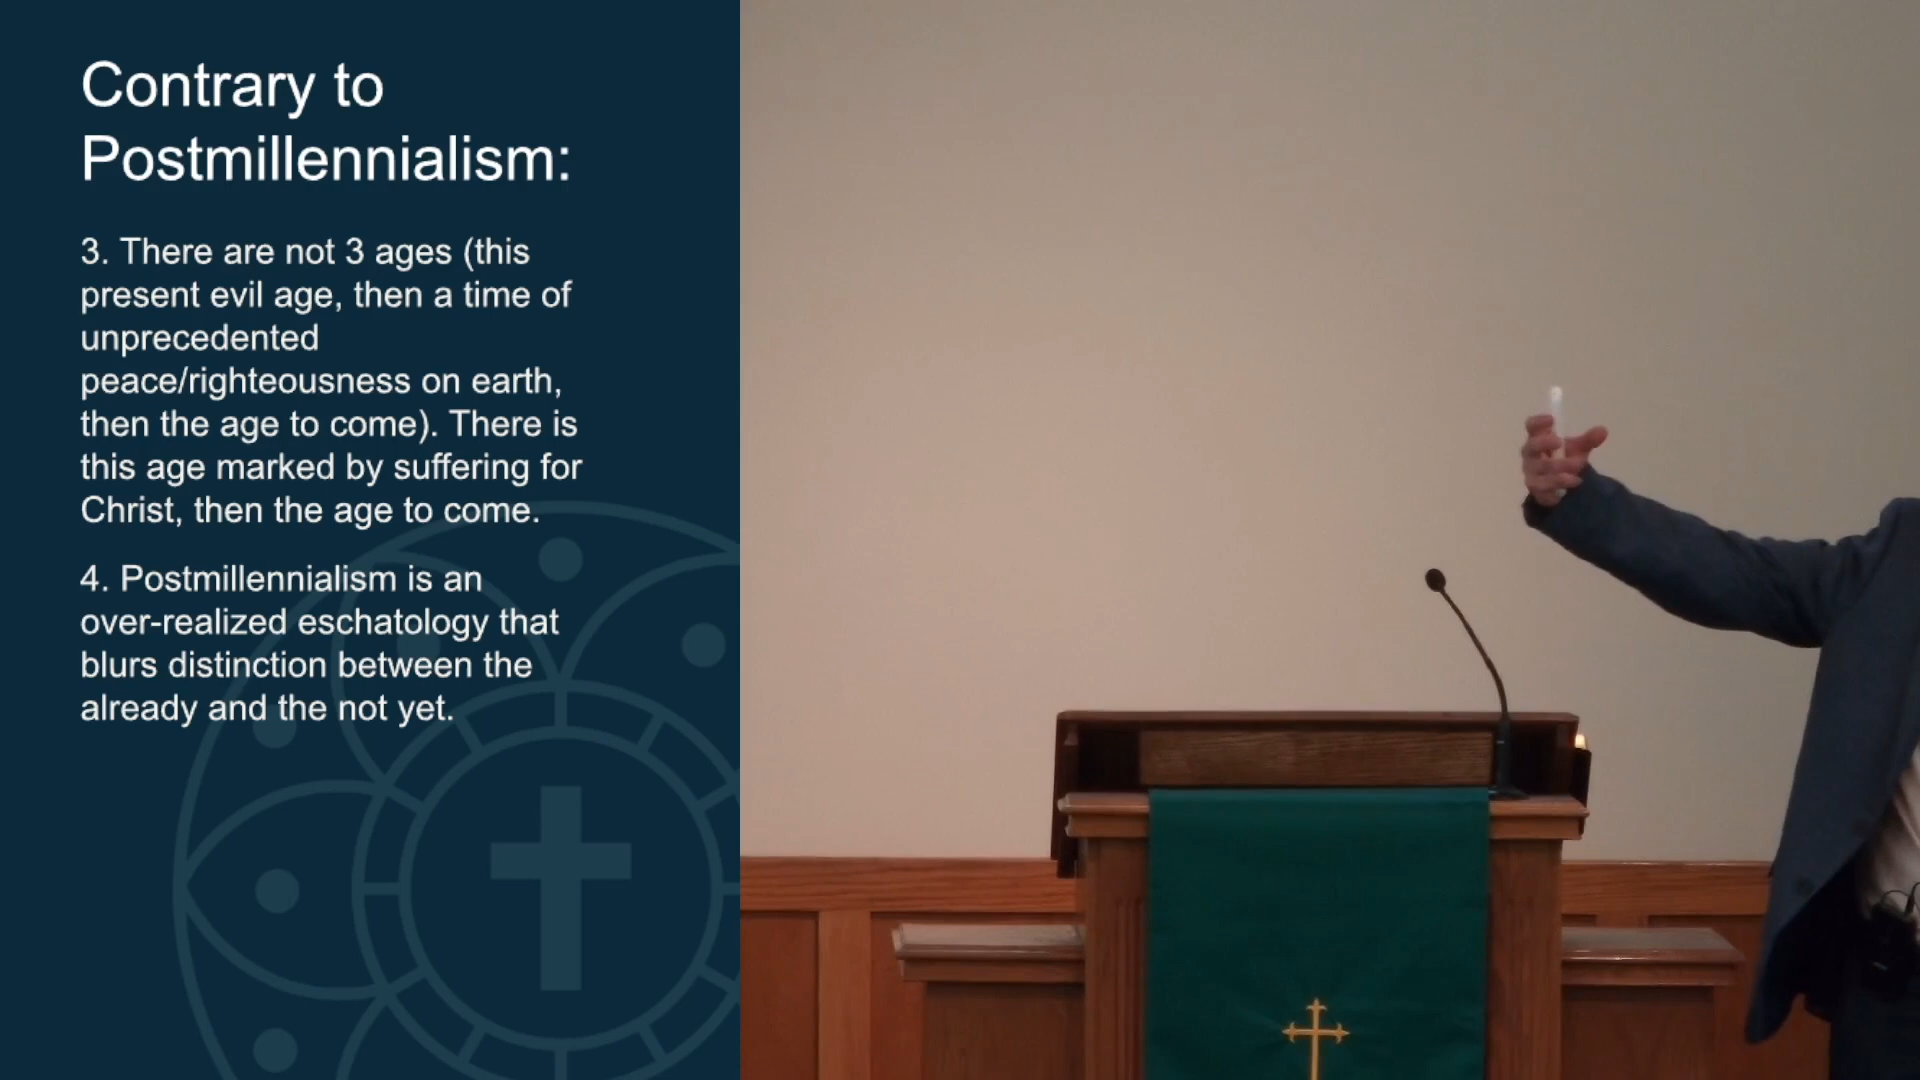 Contrary to
Postmillennialism:
3. There are not 3 ages (this
present evil age, then a time of
unprecedented
peace/righteousness on earth,
then the age to come). There is
this age marked by suffering for
Christ, then the age to come.
4. Postmillennialism is an
over-realized eschatology that
blurs distinction between the
already and the not yet.